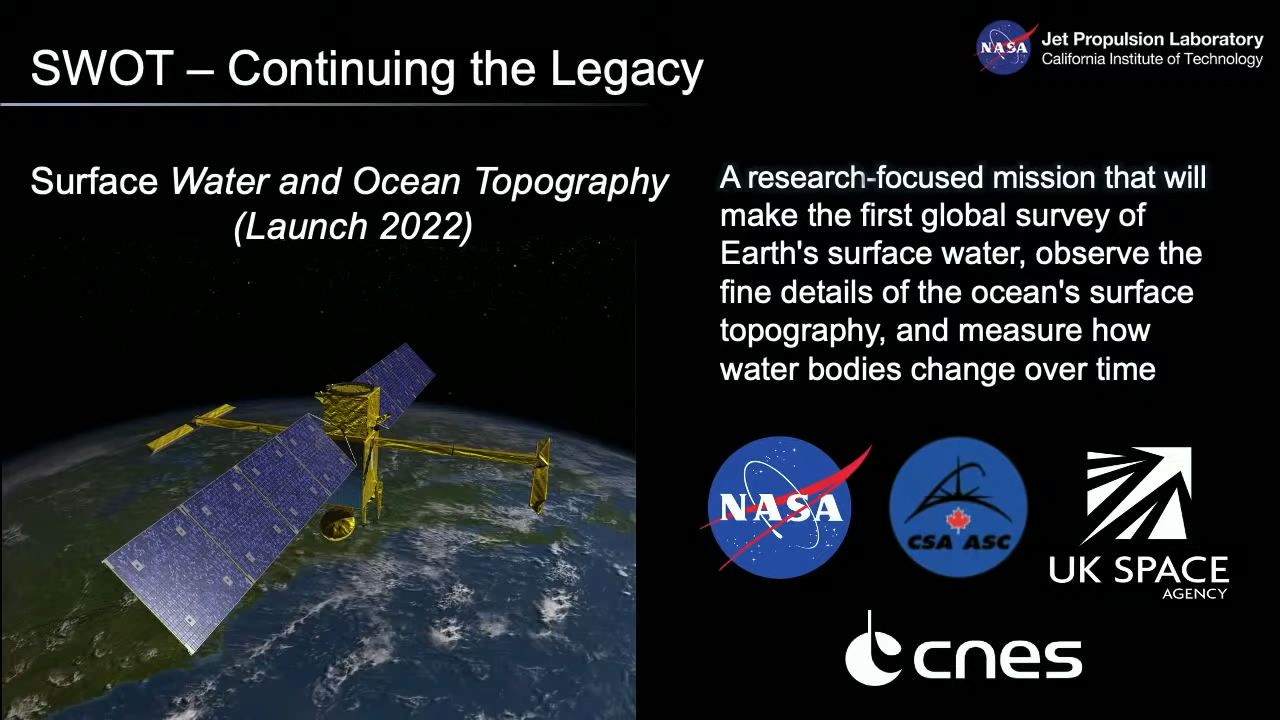 SWOT – Continuing the Legacy
NASA
Jet Propulsion Laboratory
California Institute of Technology
Surface Water and Ocean Topography
(Launch 2022)
A research-focused mission that will
make the first global survey of
Earth's surface water, observe the
fine details of the ocean's surface
topography, and measure how
water bodies change over time
NASA
CSA ASC
UK SPACE
AGENCY
cnes